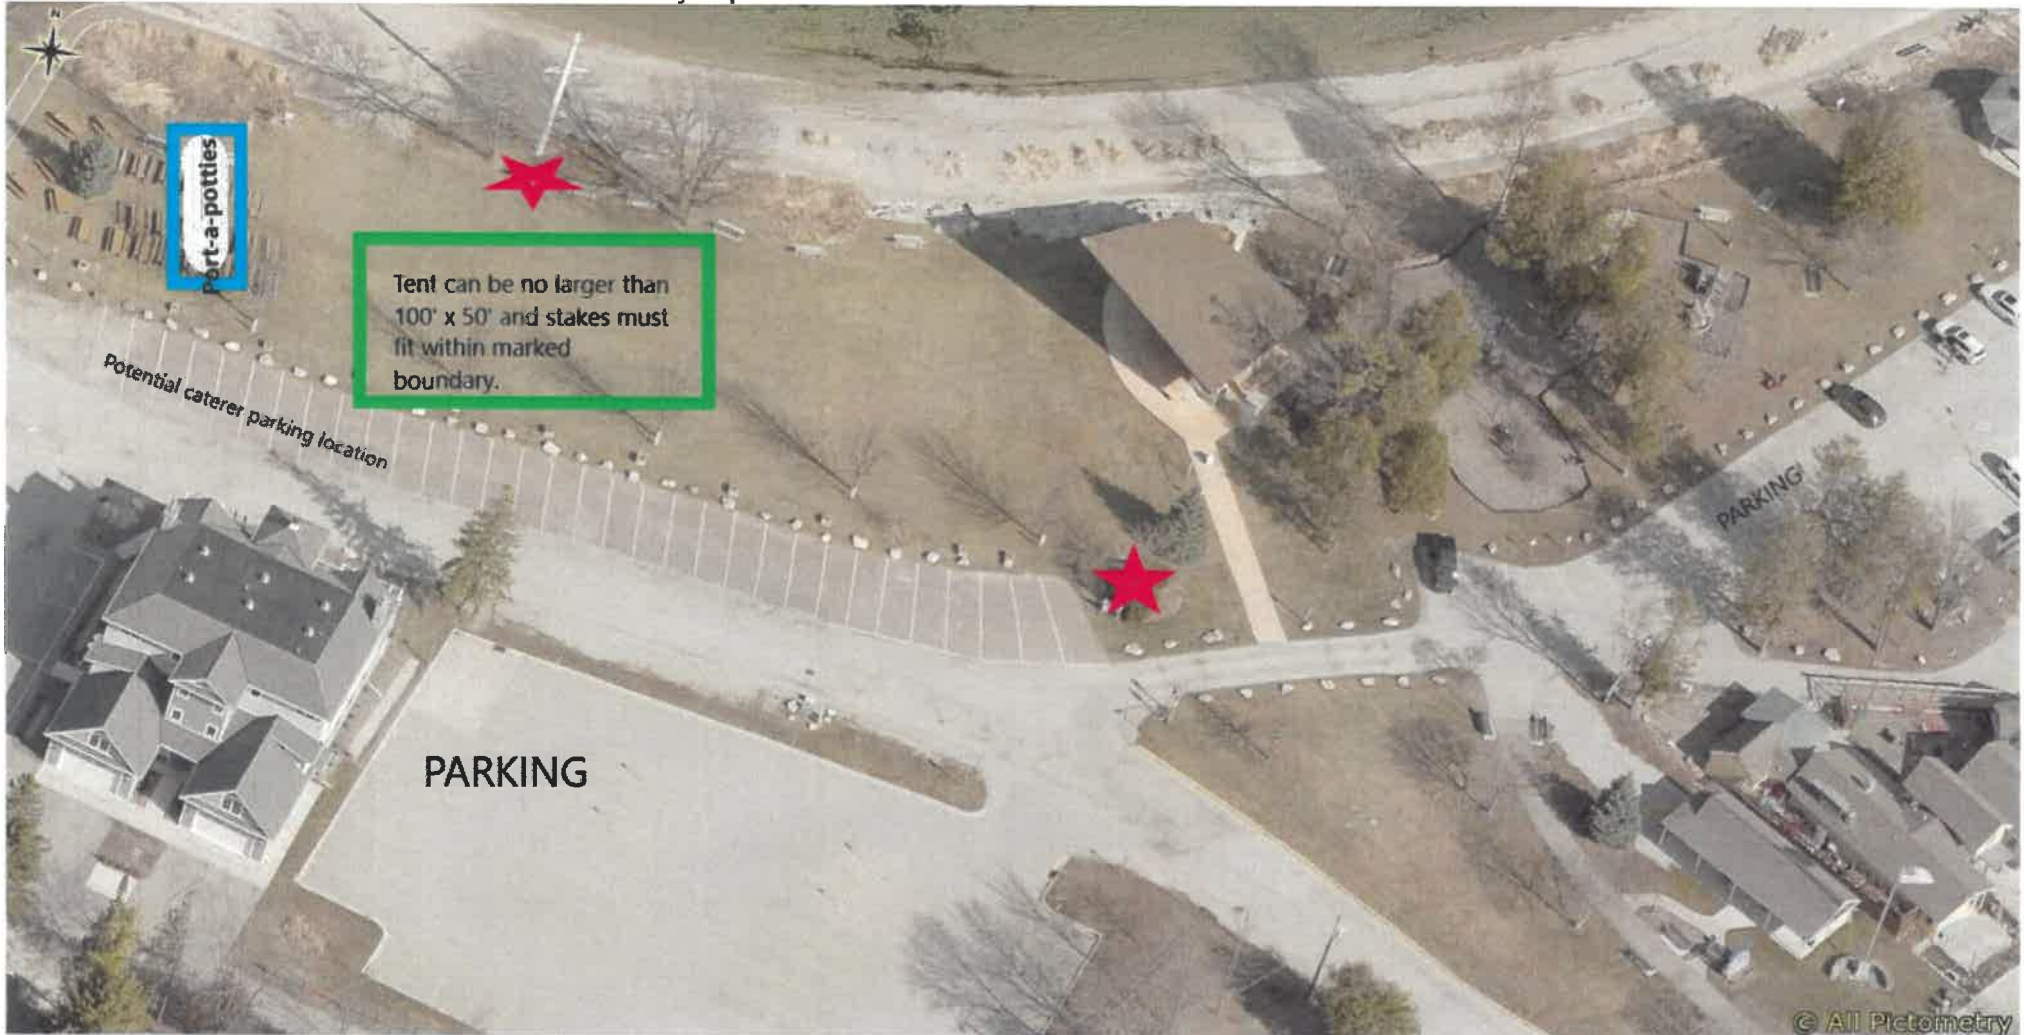 N
Port-a-potties
Tent can be no larger than
100' x 50' and stakes must
fit within marked
boundary.
Potential caterer parking location
PARKING
PARKING
© All Pictometry